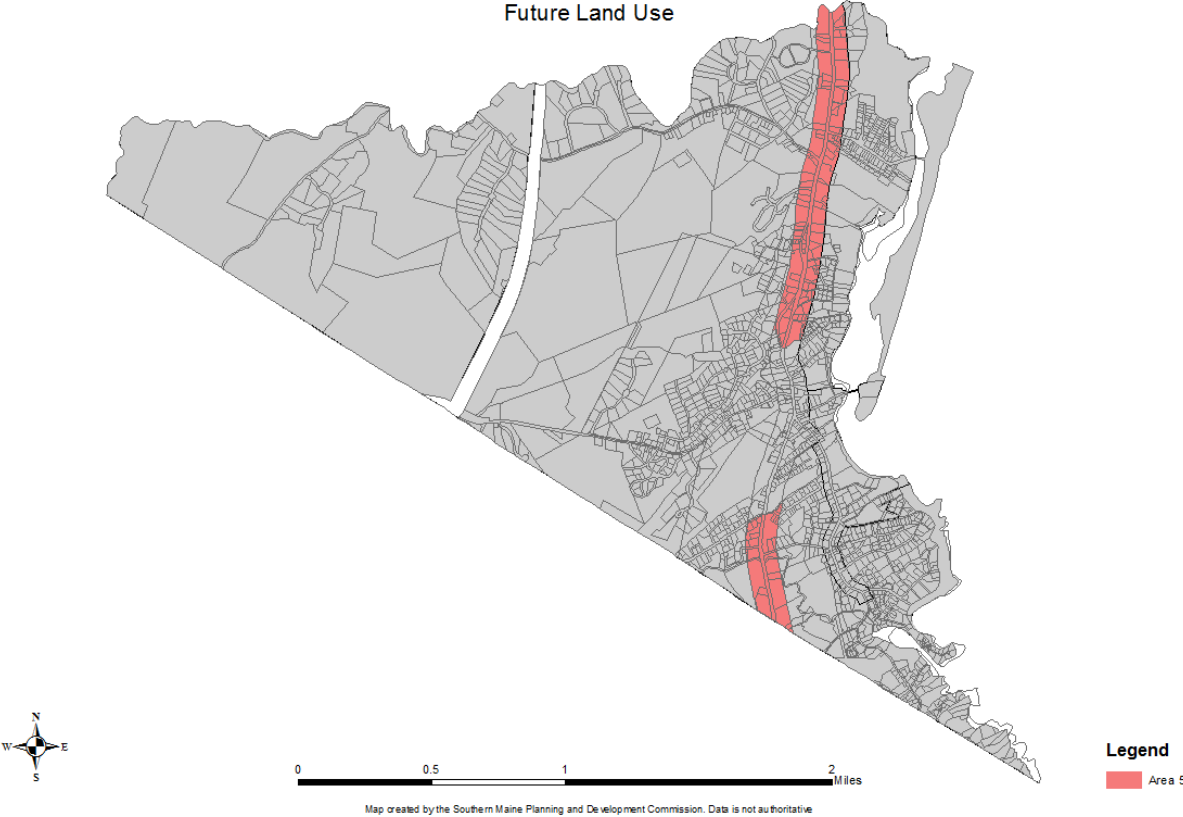 Future Land Use
N
W E
S
0 0.5 1 2
Miles
Legend
Area 5
Map created by the Southern Maine Planning and Development Commission. Data is not authoritative